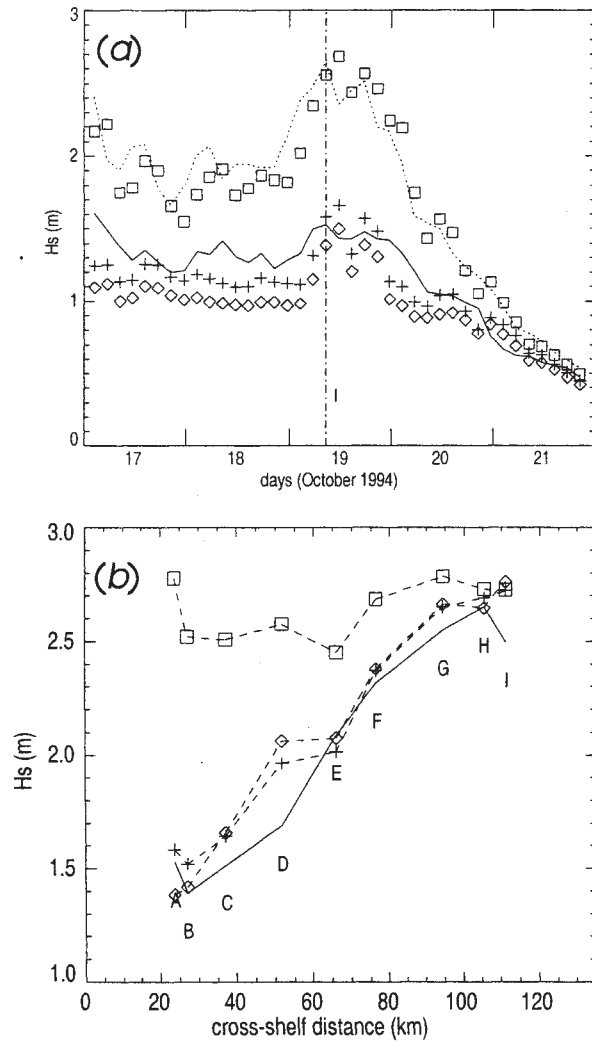 (a)
3
2
1
0
Hs (m)
I
17 18 19 20 21
days (October 1994)
(b)
3.0
2.5
2.0
1.5
1.0
Hs (m)
A
B
C
D
E
F
G
H
I
0 20 40 60 80 100 120
cross-shelf distance (km)